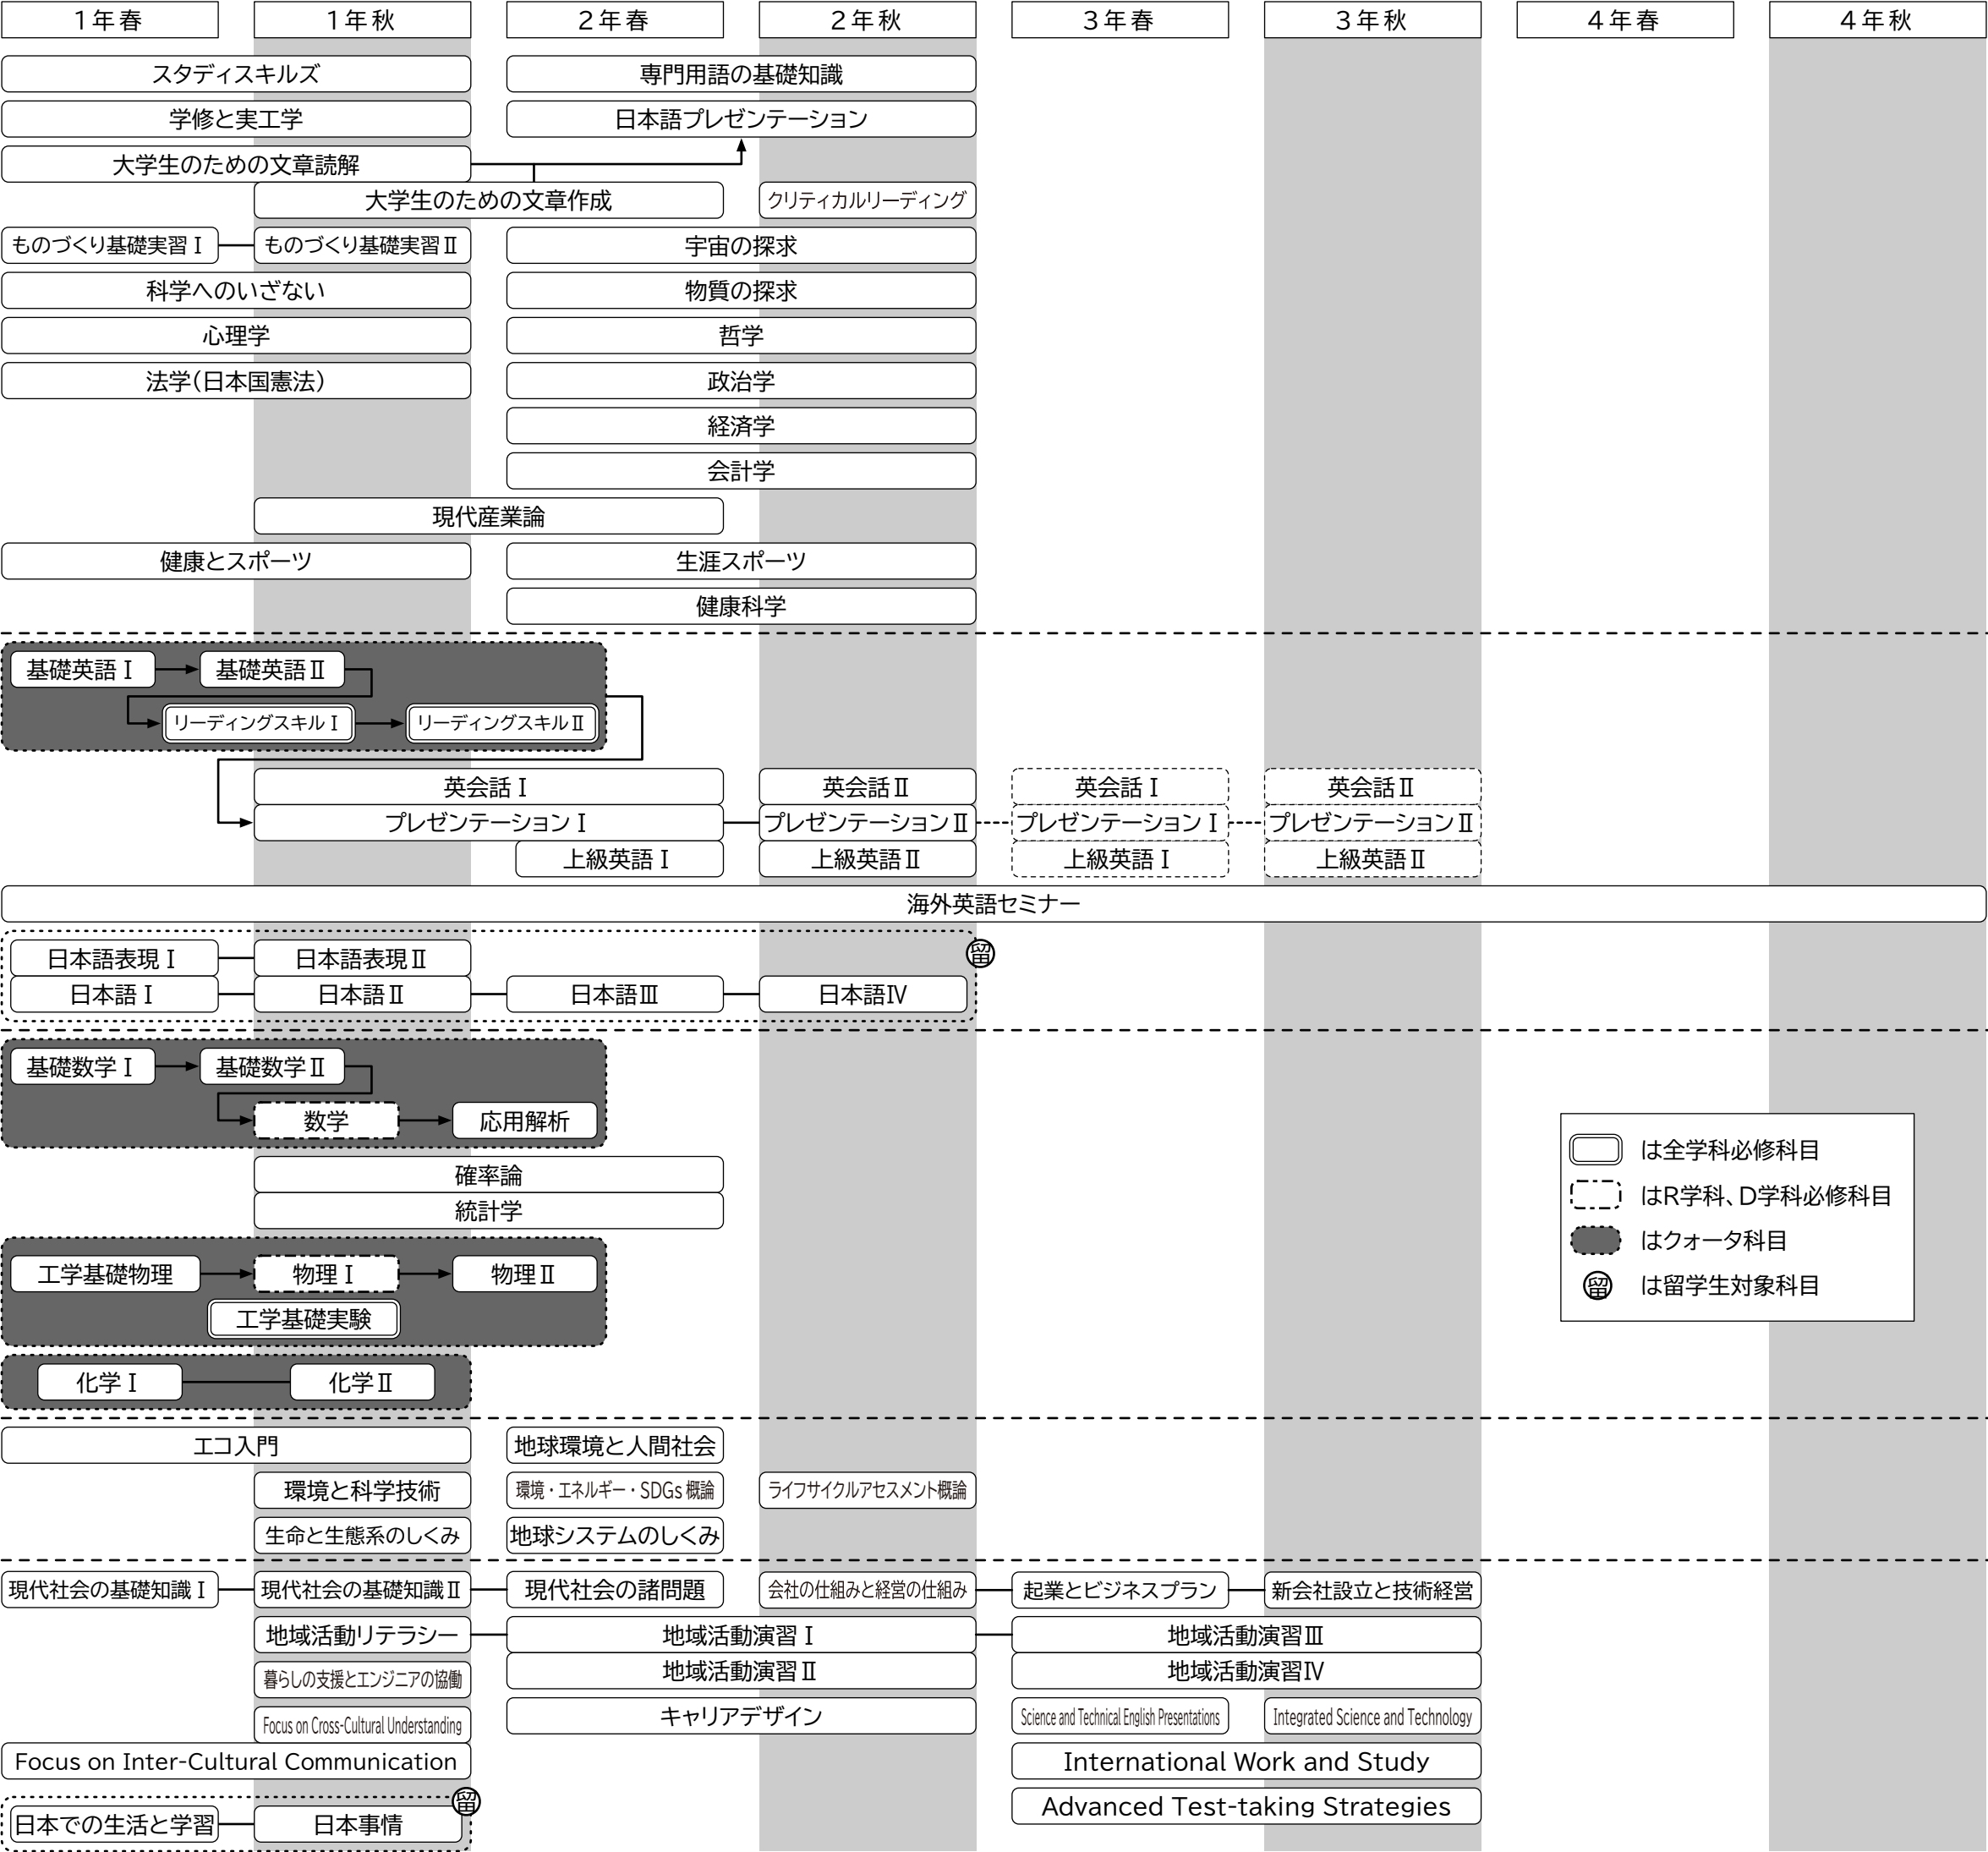 1年春 1年秋 2年春 2年秋 3年春 3年秋 4年春 4年秋
スタディスキルズ 専門用語の基礎知識
学修と実工学 日本語プレゼンテーション
大学生のための文章読解
大学生のための文章作成 クリティカルリーディング
ものづくり基礎実習Ⅰ ものづくり基礎実習Ⅱ 宇宙の探求
科学へのいざない 物質の探求
心理学 哲学
法学(日本国憲法) 政治学
経済学
会計学
現代産業論
健康とスポーツ 生涯スポーツ
健康科学
基礎英語Ⅰ 基礎英語Ⅱ
リーディングスキルⅠ リーディングスキルⅡ
英会話Ⅰ 英会話Ⅱ 英会話Ⅰ 英会話Ⅱ
プレゼンテーションⅠ プレゼンテーションⅡ プレゼンテーションⅠ プレゼンテーションⅡ
上級英語Ⅰ 上級英語Ⅱ 上級英語Ⅰ 上級英語Ⅱ
海外英語セミナー
留
日本語表現Ⅰ 日本語表現Ⅱ
日本語Ⅰ 日本語Ⅱ 日本語Ⅲ 日本語Ⅳ
基礎数学Ⅰ 基礎数学Ⅱ
数学 応用解析
確率論
統計学
工学基礎物理 物理Ⅰ 物理Ⅱ
工学基礎実験
化学Ⅰ 化学Ⅱ
は全学科必修科目
はR学科、D学科必修科目
はクォータ科目
留 は留学生対象科目
エコ入門 地球環境と人間社会
環境と科学技術 環境・エネルギー・SDGs概論 ライフサイクルアセスメント概論
生命と生態系のしくみ 地球システムのしくみ
現代社会の基礎知識Ⅰ 現代社会の基礎知識Ⅱ 現代社会の諸問題 会社の仕組みと経営の仕組み 起業とビジネスプラン 新会社設立と技術経営
地域活動リテラシー 地域活動演習Ⅰ 地域活動演習Ⅲ
地域活動演習Ⅱ 地域活動演習Ⅳ
暮らしの支援とエンジニアの協働
キャリアデザイン Science and Technical English Presentations Integrated Science and Technology
Focus on Cross-Cultural Understanding
Focus on Inter-Cultural Communication International Work and Study
留
日本での生活と学習 日本事情 Advanced Test-taking Strategies